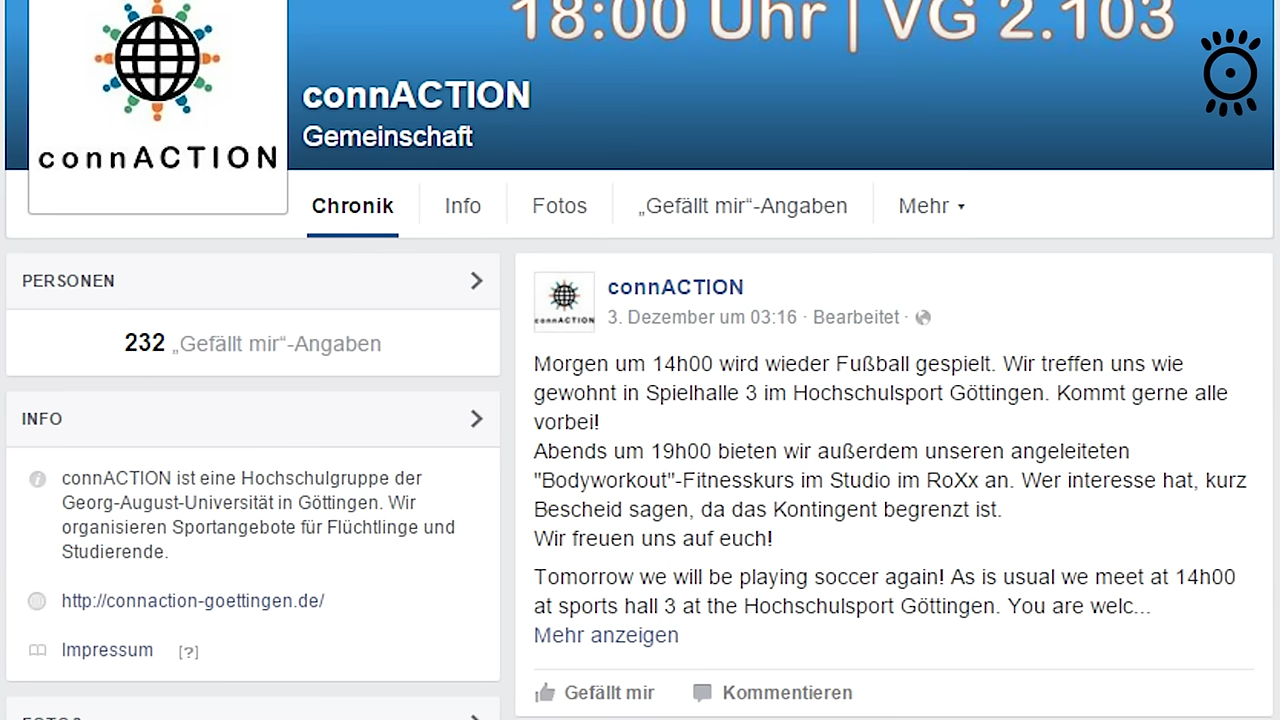 18:00 Uhr | VG 2.103
connACTION
connACTION
Gemeinschaft
Chronik
Info
Fotos
„Gefällt mir“-Angaben
Mehr
PERSONEN
232 „Gefällt mir“-Angaben
INFO
connACTION ist eine Hochschulgruppe der
Georg-August-Universität in Göttingen. Wir
organisieren Sportangebote für Flüchtlinge und
Studierende.
http://connaction-goettingen.de/
Impressum [?]
FOTOS
connACTION
connACTION
3. Dezember um 03:16 · Bearbeitet ·
Morgen um 14h00 wird wieder Fußball gespielt. Wir treffen uns wie
gewohnt in Spielhalle 3 im Hochschulsport Göttingen. Kommt gerne alle
vorbei!
Abends um 19h00 bieten wir außerdem unseren angeleiteten
"Bodyworkout"-Fitnesskurs im Studio im RoXx an. Wer interesse hat, kurz
Bescheid sagen, da das Kontingent begrenzt ist.
Wir freuen uns auf euch!
Tomorrow we will be playing soccer again! As is usual we meet at 14h00
at sports hall 3 at the Hochschulsport Göttingen. You are welc...
Mehr anzeigen
Gefällt mir
Kommentieren